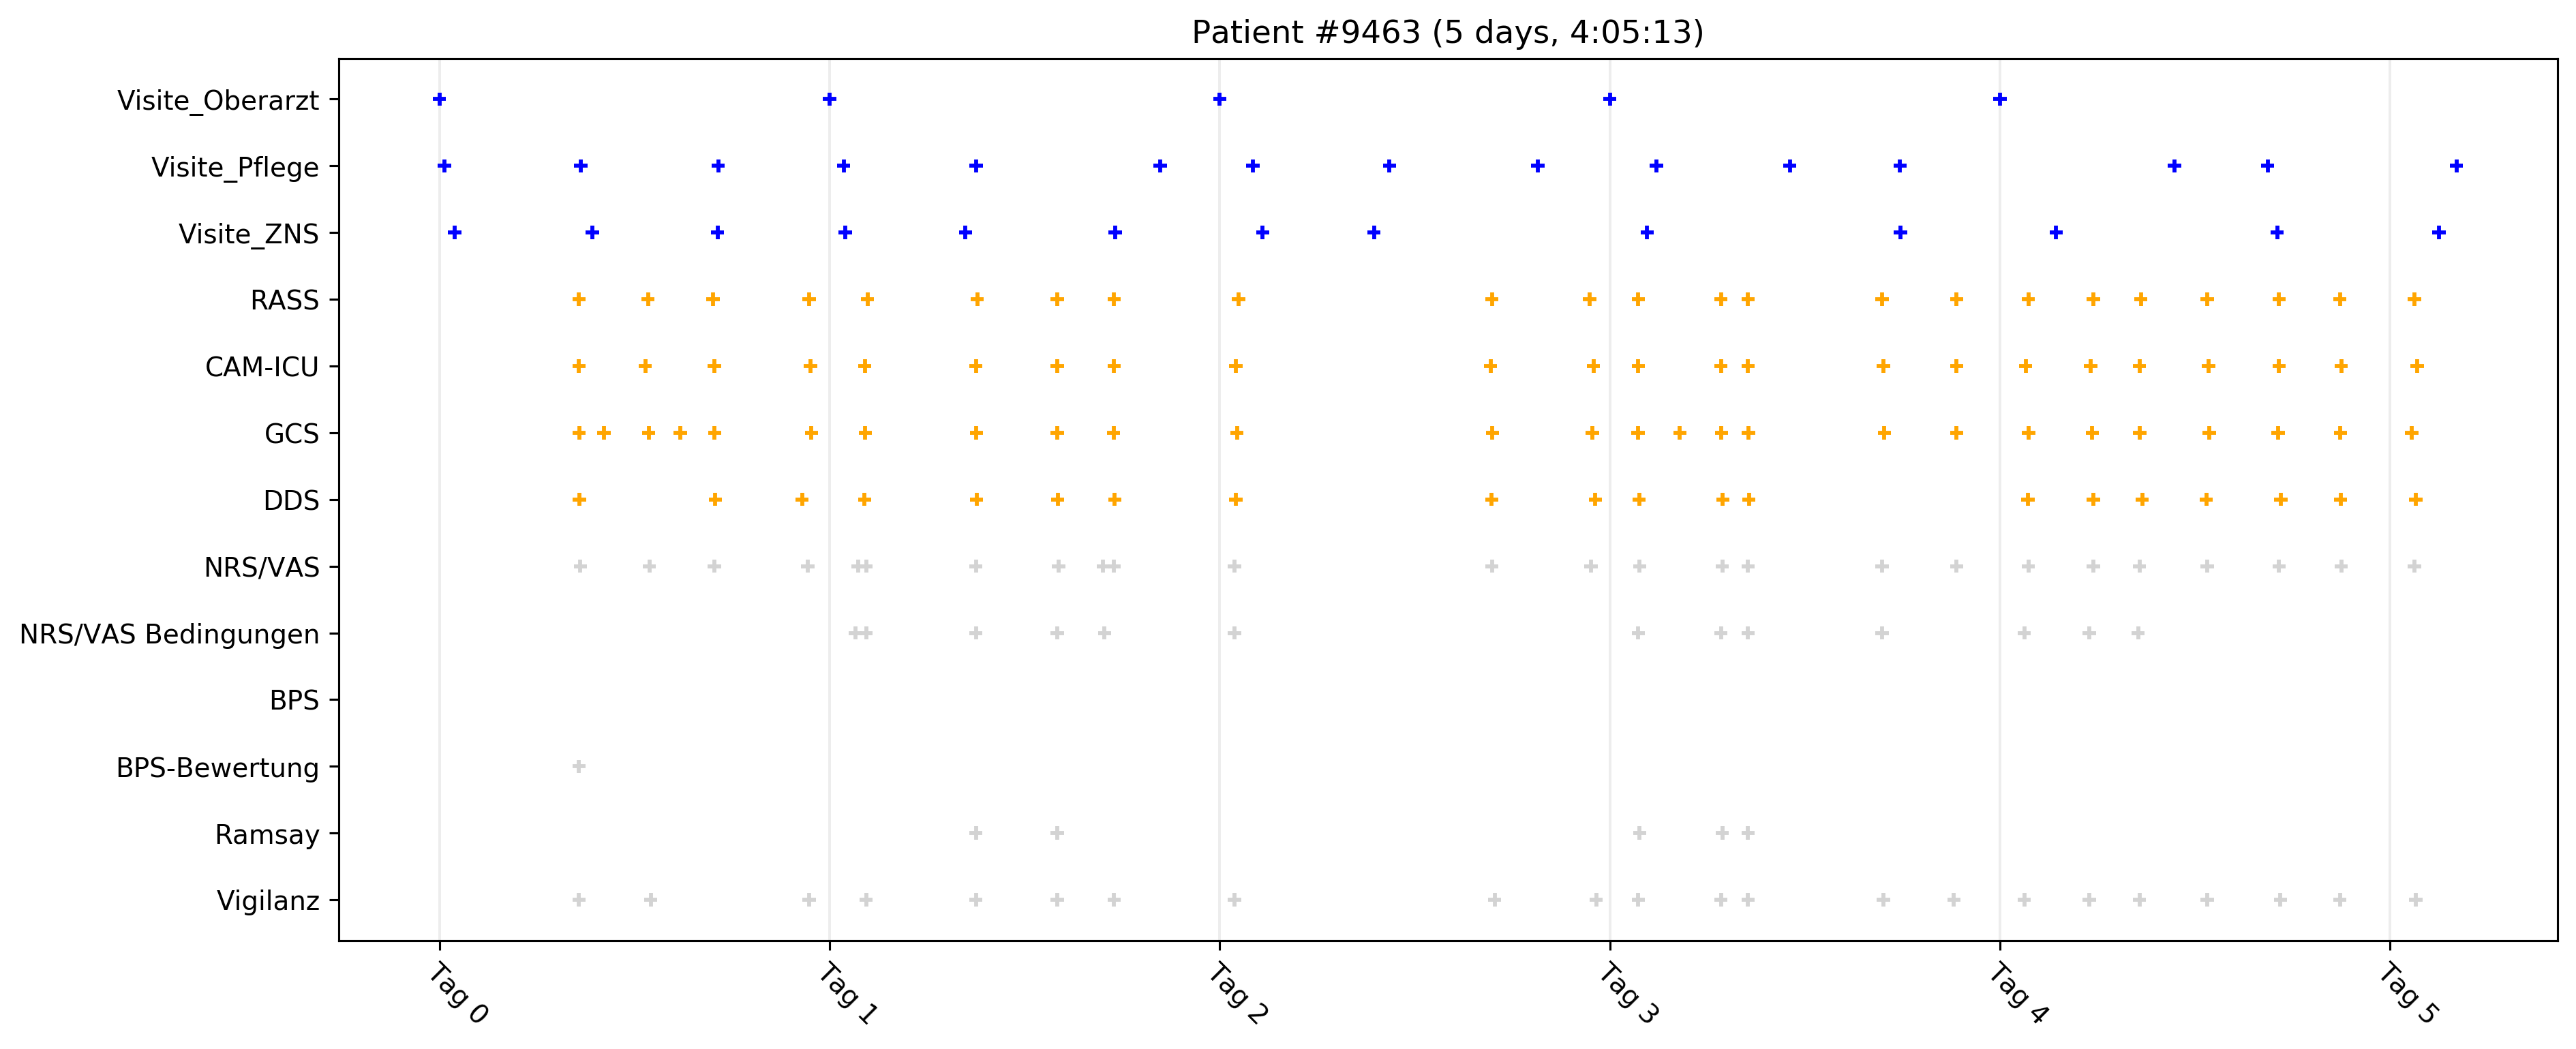 Patient #9463 (5 days, 4:05:13)
Visite_Oberarzt
Visite_Pflege
Visite_ZNS
RASS
CAM-ICU
GCS
DDS
NRS/VAS
NRS/VAS Bedingungen
BPS
BPS-Bewertung
Ramsay
Vigilanz
Tag 0
Tag 1
Tag 2
Tag 3
Tag 4
Tag 5